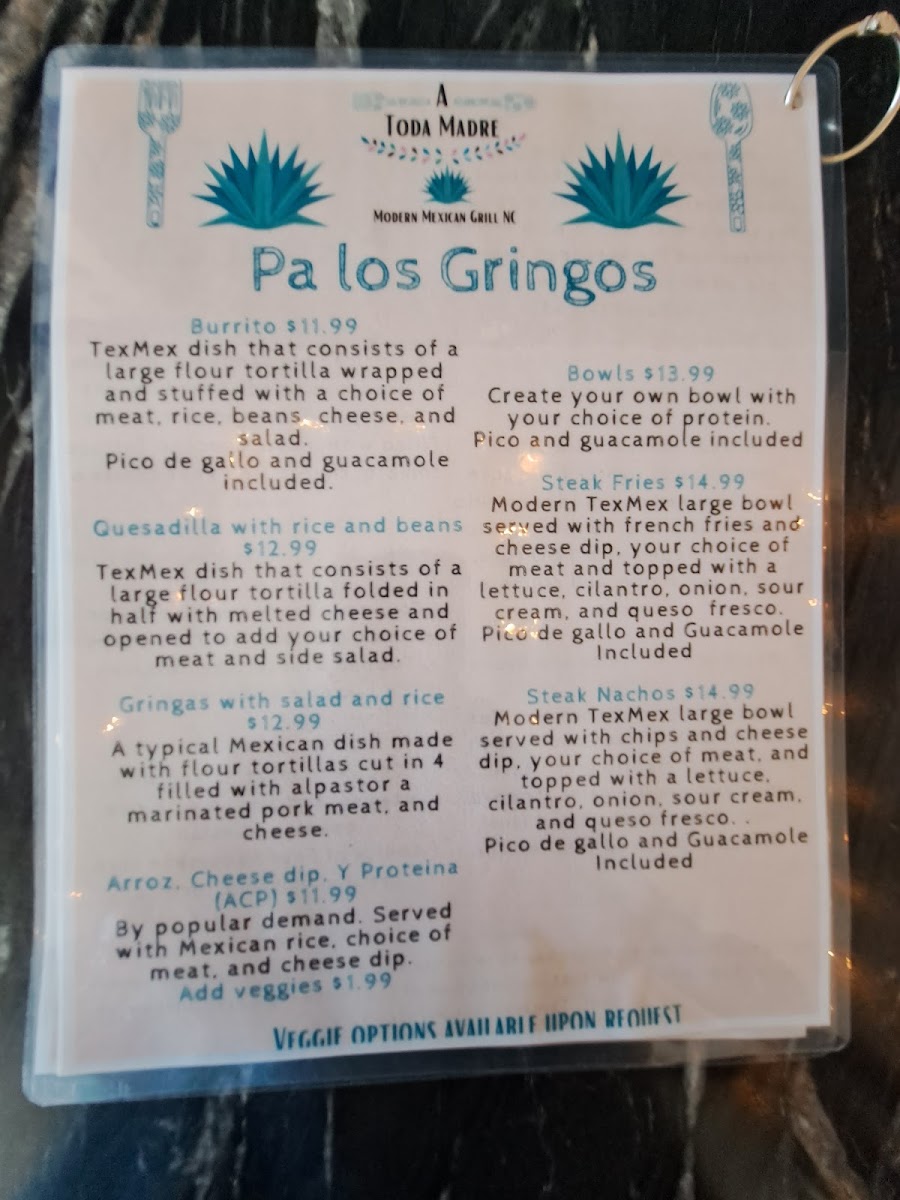 A
TODA MADRE
MODERN MEXICAN GRILL NC
Pa los Gringos
Burrito $11.99
TexMex dish that consists of a
large flour tortilla wrapped
and stuffed with a choice of
meat, rice, beans, cheese, and
salad.
Pico de gallo and guacamole
included.
Quesadilla with rice and beans
$12.99
TexMex dish that consists of a
large flour tortilla folded in
half with melted cheese and
opened to add your choice of
meat and side salad.
Gringas with salad and rice
$12.99
A typical Mexican dish made
with flour tortillas cut in 4
filled with alpastor a
marinated pork meat, and
cheese.
Arroz, Cheese dip, Y Proteina
(ACP) $11.99
By popular demand. Served
with Mexican rice, choice of
meat, and cheese dip.
Add veggies $1.99
Bowls $13.99
Create your own bowl with
your choice of protein.
Pico and guacamole included
Steak Fries $14.99
Modern TexMex large bowl
served with french fries and
cheese dip, your choice of
meat and topped with a
lettuce, cilantro, onion, sour
cream, and queso fresco.
Pico de gallo and Guacamole
Included
Steak Nachos $14.99
Modern TexMex large bowl
served with chips and cheese
dip, your choice of meat, and
topped with a lettuce,
cilantro, onion, sour cream,
and queso fresco. .
Pico de gallo and Guacamole
Included
VEGGIE OPTIONS AVAILABLE UPON REQUEST